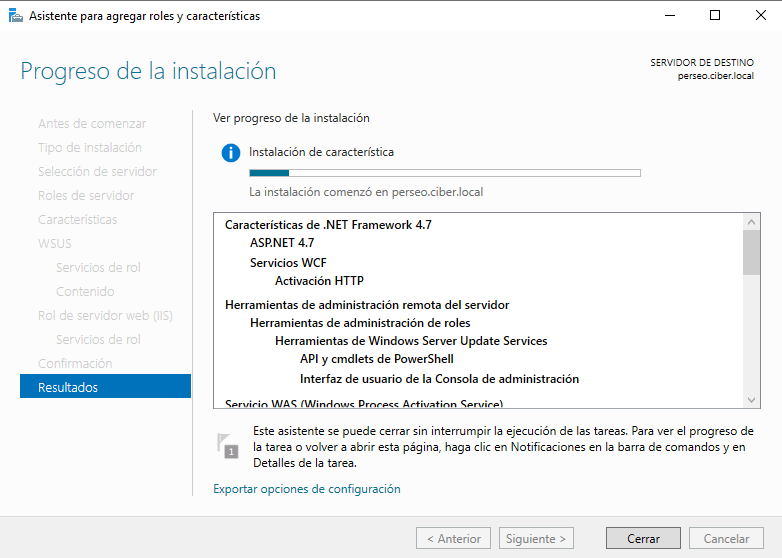 Asistente para agregar roles y características
Progreso de la instalación
SERVIDOR DE DESTINO
perseo.ciber.local
Antes de comenzar
Tipo de instalación
Selección de servidor
Roles de servidor
Características
WSUS
Servicios de rol
Contenido
Rol de servidor web (IIS)
Servicios de rol
Confirmación
Resultados
Ver progreso de la instalación
Instalación de característica
La instalación comenzó en perseo.ciber.local
Características de .NET Framework 4.7
ASP.NET 4.7
Servicios WCF
Activación HTTP
Herramientas de administración remota del servidor
Herramientas de administración de roles
Herramientas de Windows Server Update Services
API y cmdlets de PowerShell
Interfaz de usuario de la Consola de administración
Servicio WAS (Windows Process Activation Service)
1
Este asistente se puede cerrar sin interrumpir la ejecución de las tareas. Para ver el progreso de
la tarea o volver a abrir esta página, haga clic en Notificaciones en la barra de comandos y en
Detalles de la tarea.
Exportar opciones de configuración
< Anterior
Siguiente >
Cerrar
Cancelar